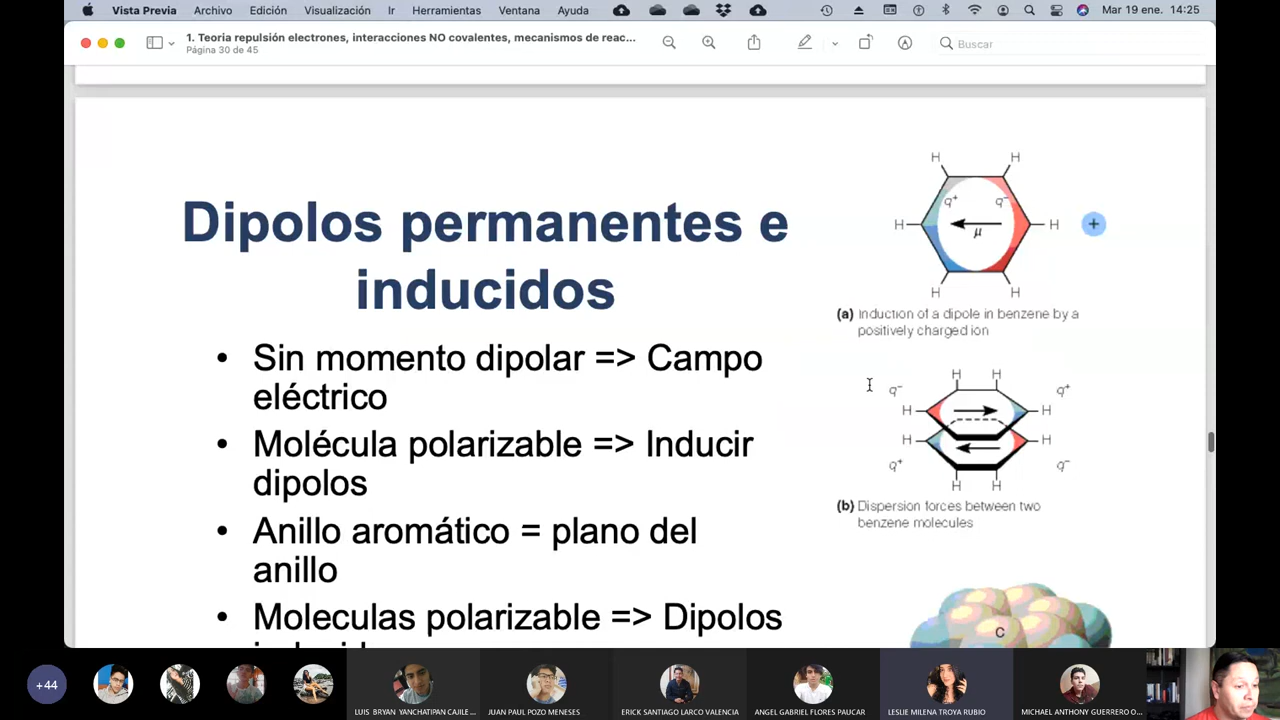 Vista Previa Archivo Edición Visualización Ir Herramientas Ventana Ayuda Mar 19 ene. 14:25
1. Teoria repulsión electrones, interacciones NO covalentes, mecanismos de reac...
Página 30 de 45
Buscar
Dipolos permanentes e
inducidos
• Sin momento dipolar => Campo
eléctrico
• Molécula polarizable => Inducir
dipolos
• Anillo aromático = plano del
anillo
• Moleculas polarizable => Dipolos
H H
q+ q-
H μ H +
H H
(a) Induction of a dipole in benzene by a
positively charged ion
H H
q- q+
H H
H H
q+ q-
H H
(b) Dispersion forces between two
benzene molecules
C
+44
LUIS BRYAN YANCHATIPAN CAJILE...
JUAN PAUL POZO MENESES
ERICK SANTIAGO LARCO VALENCIA
ANGEL GABRIEL FLORES PAUCAR
LESLIE MILENA TROYA RUBIO
MICHAEL ANTHONY GUERRERO O...